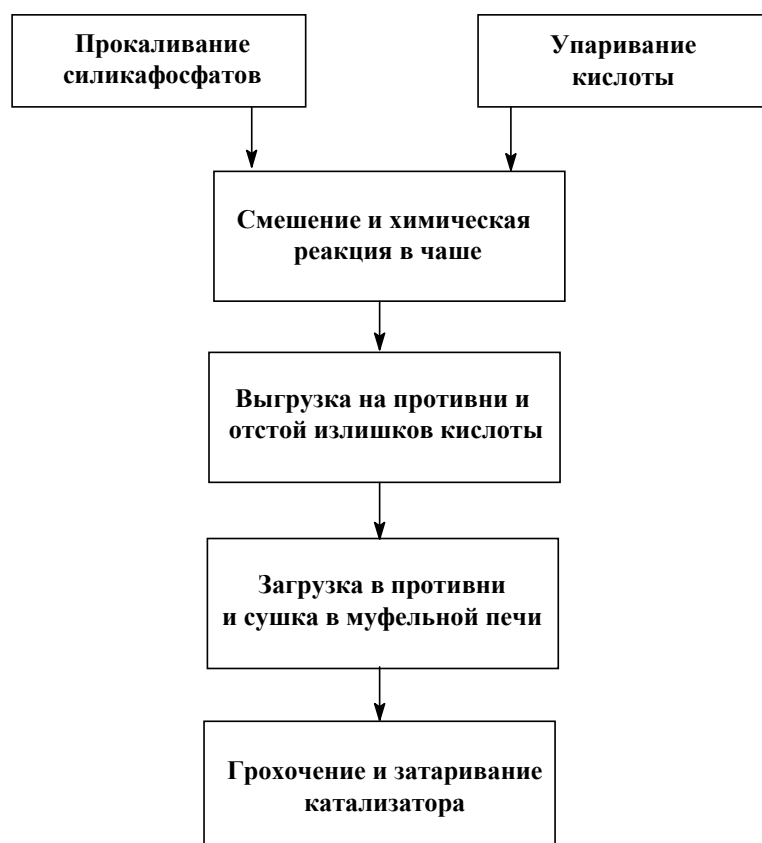 Прокаливание
силикафосфатов
Упаривание
кислоты
Смешение и химическая
реакция в чаше
Выгрузка на противни и
отстой излишков кислоты
Загрузка в противни
и сушка в муфельной печи
Грохочение и затаривание
катализатора